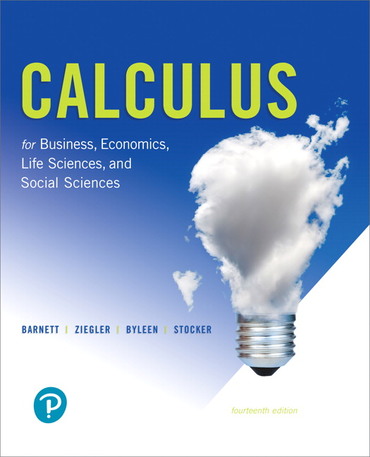 CALCULUS
for Business, Economics,
Life Sciences, and
Social Sciences
BARNETT | ZIEGLER | BYLEEN | STOCKER
P
fourteenth edition